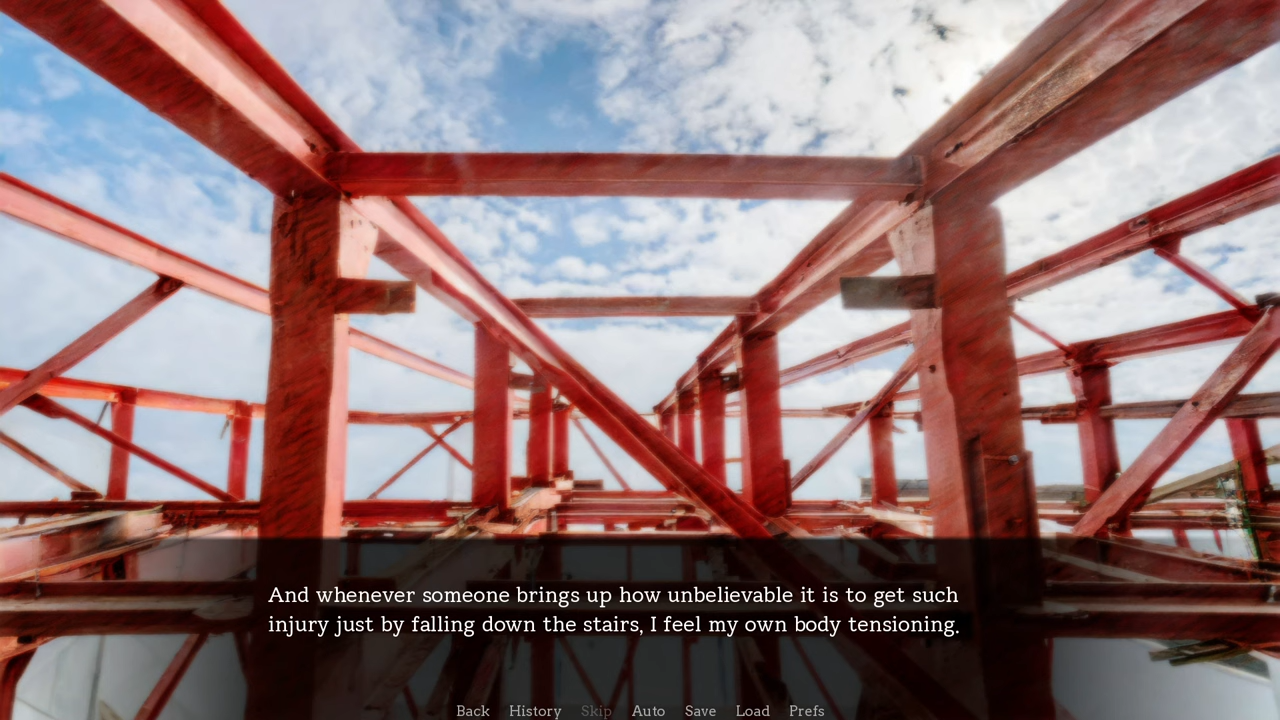 And whenever someone brings up how unbelievable it is to get such
injury just by falling down the stairs, I feel my own body tensioning.
Back History Skip Auto Save Load Prefs